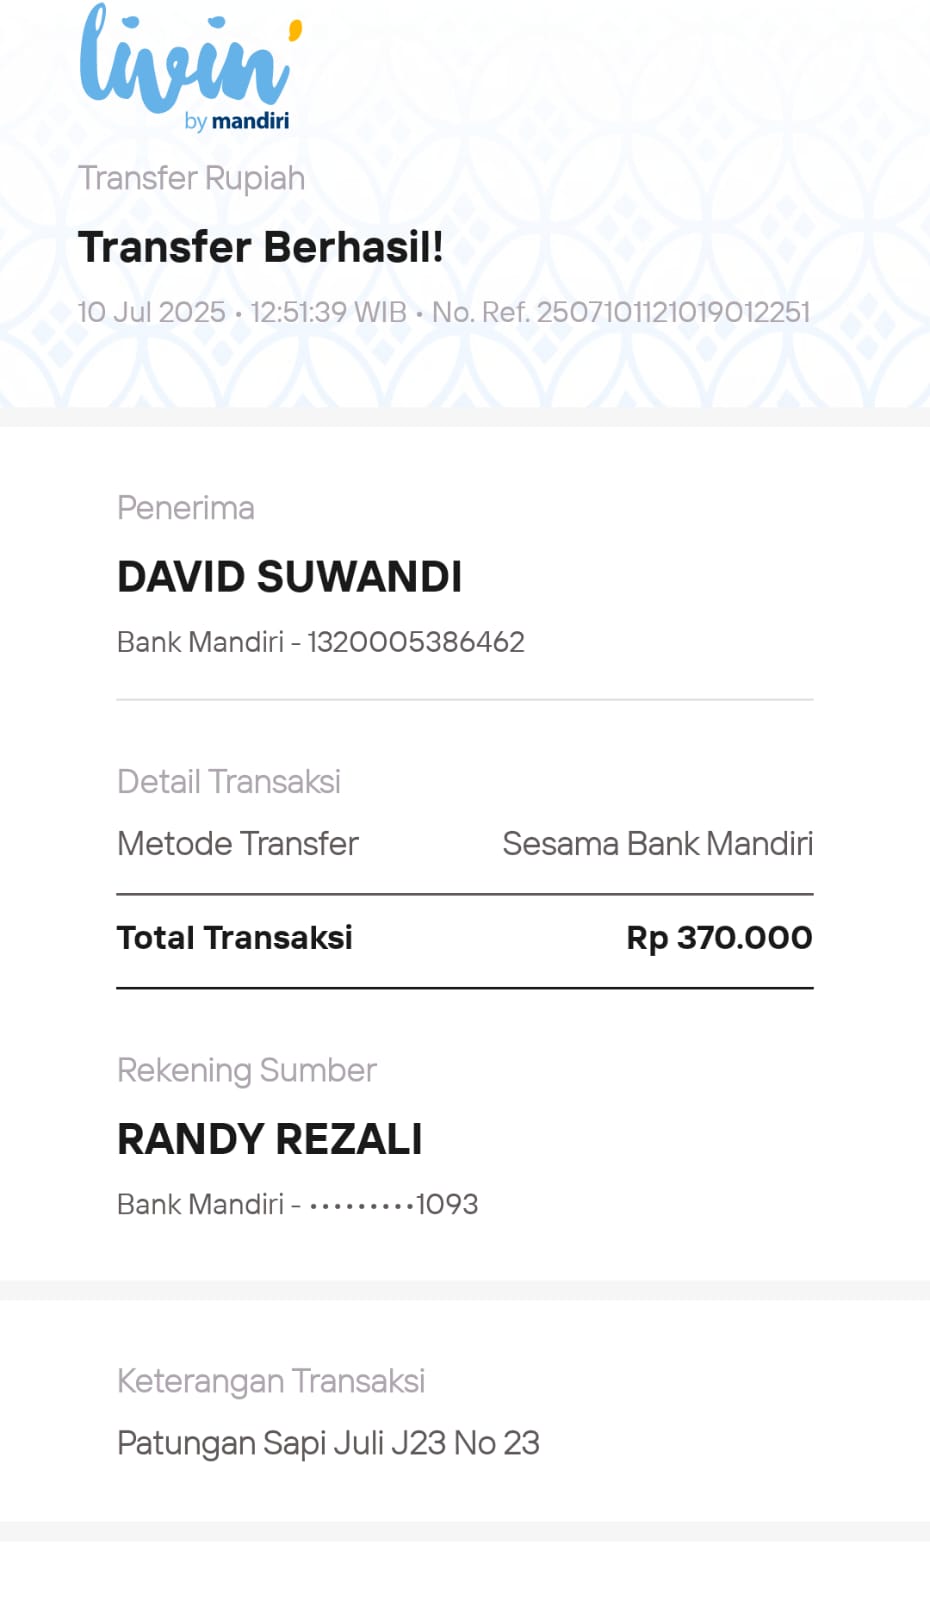 livin'
by mandiri
Transfer Rupiah
Transfer Berhasil!
10 Jul 2025 • 12:51:39 WIB • No. Ref. 2507101121019012251
Penerima
DAVID SUWANDI
Bank Mandiri - 1320005386462
Detail Transaksi
Metode Transfer Sesama Bank Mandiri
Total Transaksi Rp 370.000
Rekening Sumber
RANDY REZALI
Bank Mandiri - •••••••••1093
Keterangan Transaksi
Patungan Sapi Juli J23 No 23